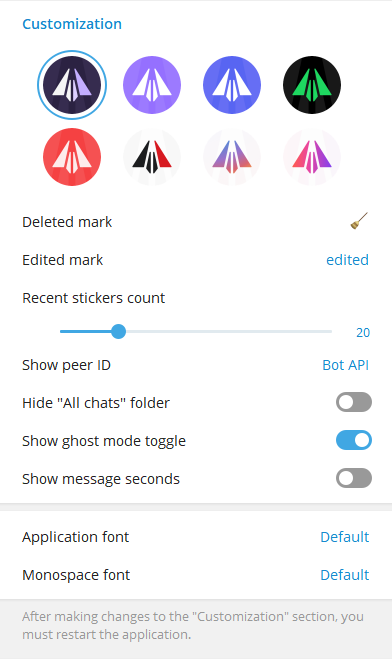 Customization
Deleted mark
Edited mark edited
Recent stickers count
20
Show peer ID Bot API
Hide "All chats" folder
Show ghost mode toggle
Show message seconds
Application font Default
Monospace font Default
After making changes to the "Customization" section, you
must restart the application.